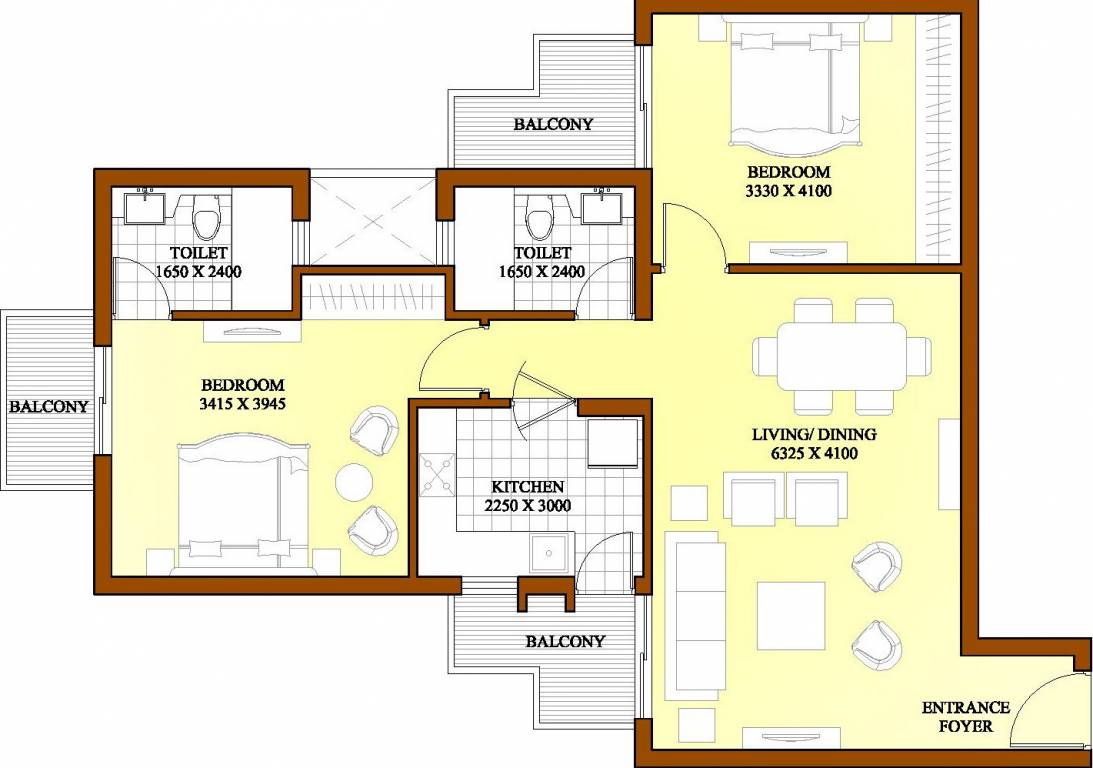 BALCONY
BEDROOM
3330 X 4100
TOILET
1650 X 2400
TOILET
1650 X 2400
BALCONY
BEDROOM
3415 X 3945
LIVING/ DINING
6325 X 4100
KITCHEN
2250 X 3000
BALCONY
ENTRANCE
FOYER